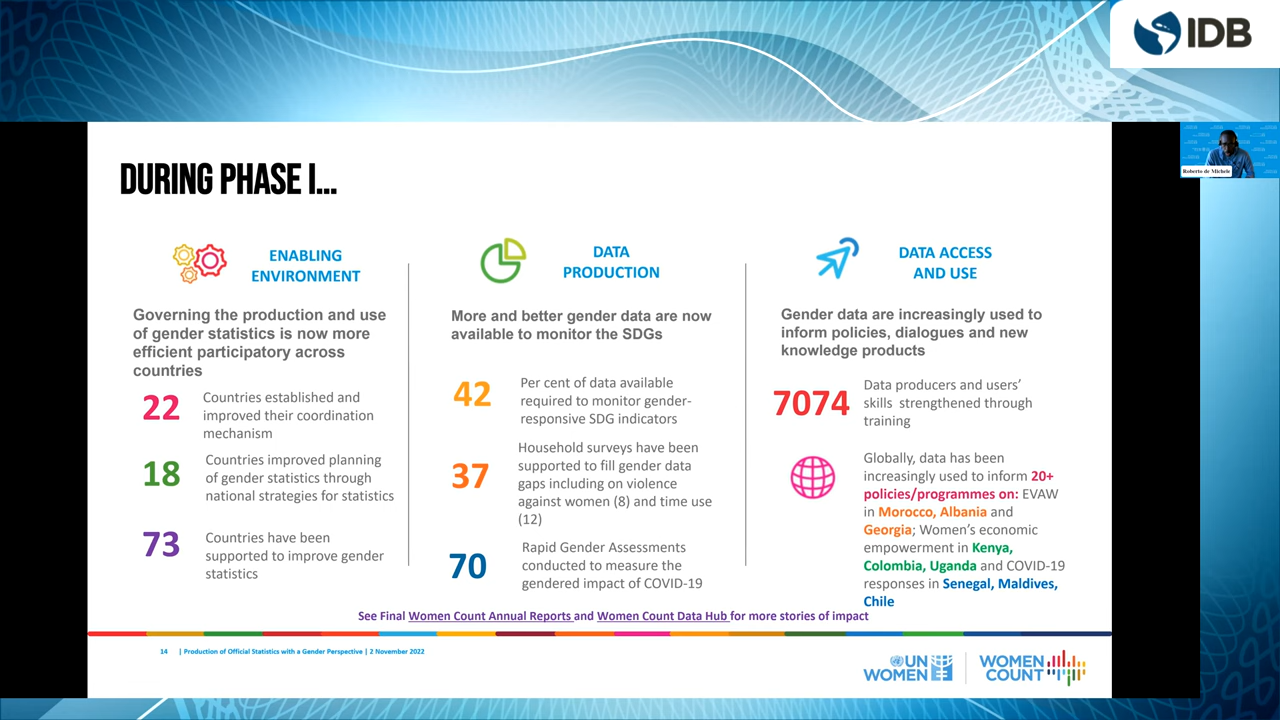 IDB
Roberto de Michele
DURING PHASE I...
ENABLING
ENVIRONMENT
Governing the production and use
of gender statistics is now more
efficient participatory across
countries
22
Countries established and
improved their coordination
mechanism
18
Countries improved planning
of gender statistics through
national strategies for statistics
73
Countries have been
supported to improve gender
statistics
DATA
PRODUCTION
More and better gender data are now
available to monitor the SDGs
42
Per cent of data available
required to monitor gender-
responsive SDG indicators
37
Household surveys have been
supported to fill gender data
gaps including on violence
against women (8) and time use
(12)
70
Rapid Gender Assessments
conducted to measure the
gendered impact of COVID-19
DATA ACCESS
AND USE
Gender data are increasingly used to
inform policies, dialogues and new
knowledge products
7074
Data producers and users’
skills strengthened through
training
Globally, data has been
increasingly used to inform 20+
policies/programmes on: EVAW
in Morocco, Albania and
Georgia; Women’s economic
empowerment in Kenya,
Colombia, Uganda and COVID-19
responses in Senegal, Maldives,
Chile
See Final Women Count Annual Reports and Women Count Data Hub for more stories of impact
14 | Production of Official Statistics with a Gender Perspective | 2 November 2022
UN
WOMEN
WOMEN
COUNT